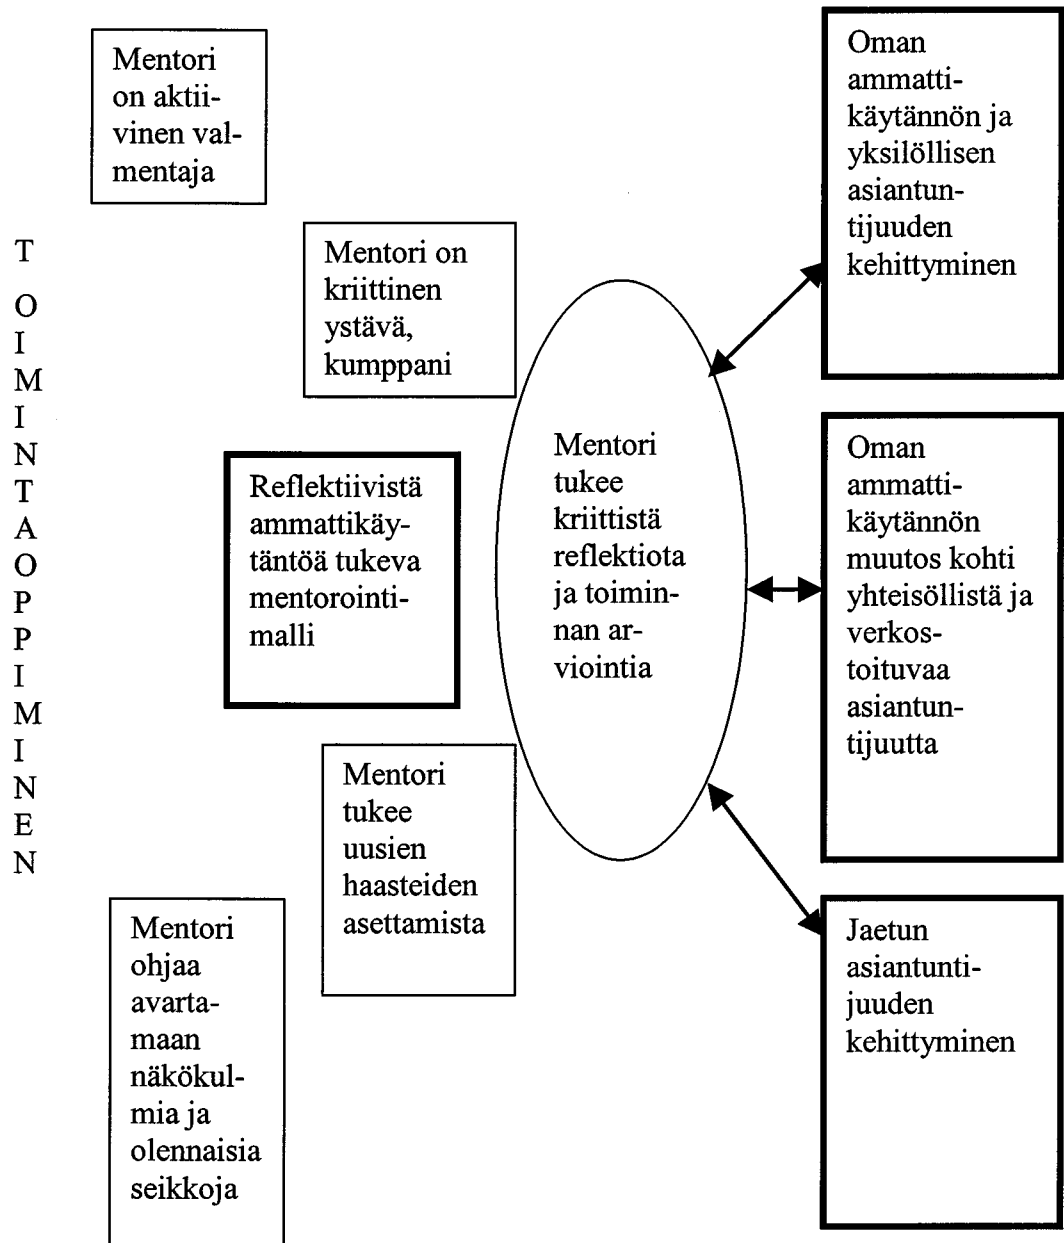 Mentori
on aktii-
vinen val-
mentaja
T
O
I
M
I
N
T
A
O
P
P
I
M
I
N
E
N
Mentori on
kriittinen
ystävä,
kumppani
Reflektiivistä
ammattikäy-
täntöä tukeva
mentorointi-
malli
Mentori
tukee
uusien
haasteiden
asettamista
Mentori
ohjaa
avarta-
maan
näkökul-
mia ja
olennaisia
seikkoja
Mentori
tukee
kriittistä
reflektiota
ja toimin-
nan ar-
viointia
Oman
ammatti-
käytännön ja
yksilöllisen
asiantun-
tijuuden
kehittyminen
Oman
ammatti-
käytännön
muutos kohti
yhteisöllistä ja
verkos-
toituvaa
asiantun-
tijuutta
Jaetun
asiantunti-
juuden
kehittyminen